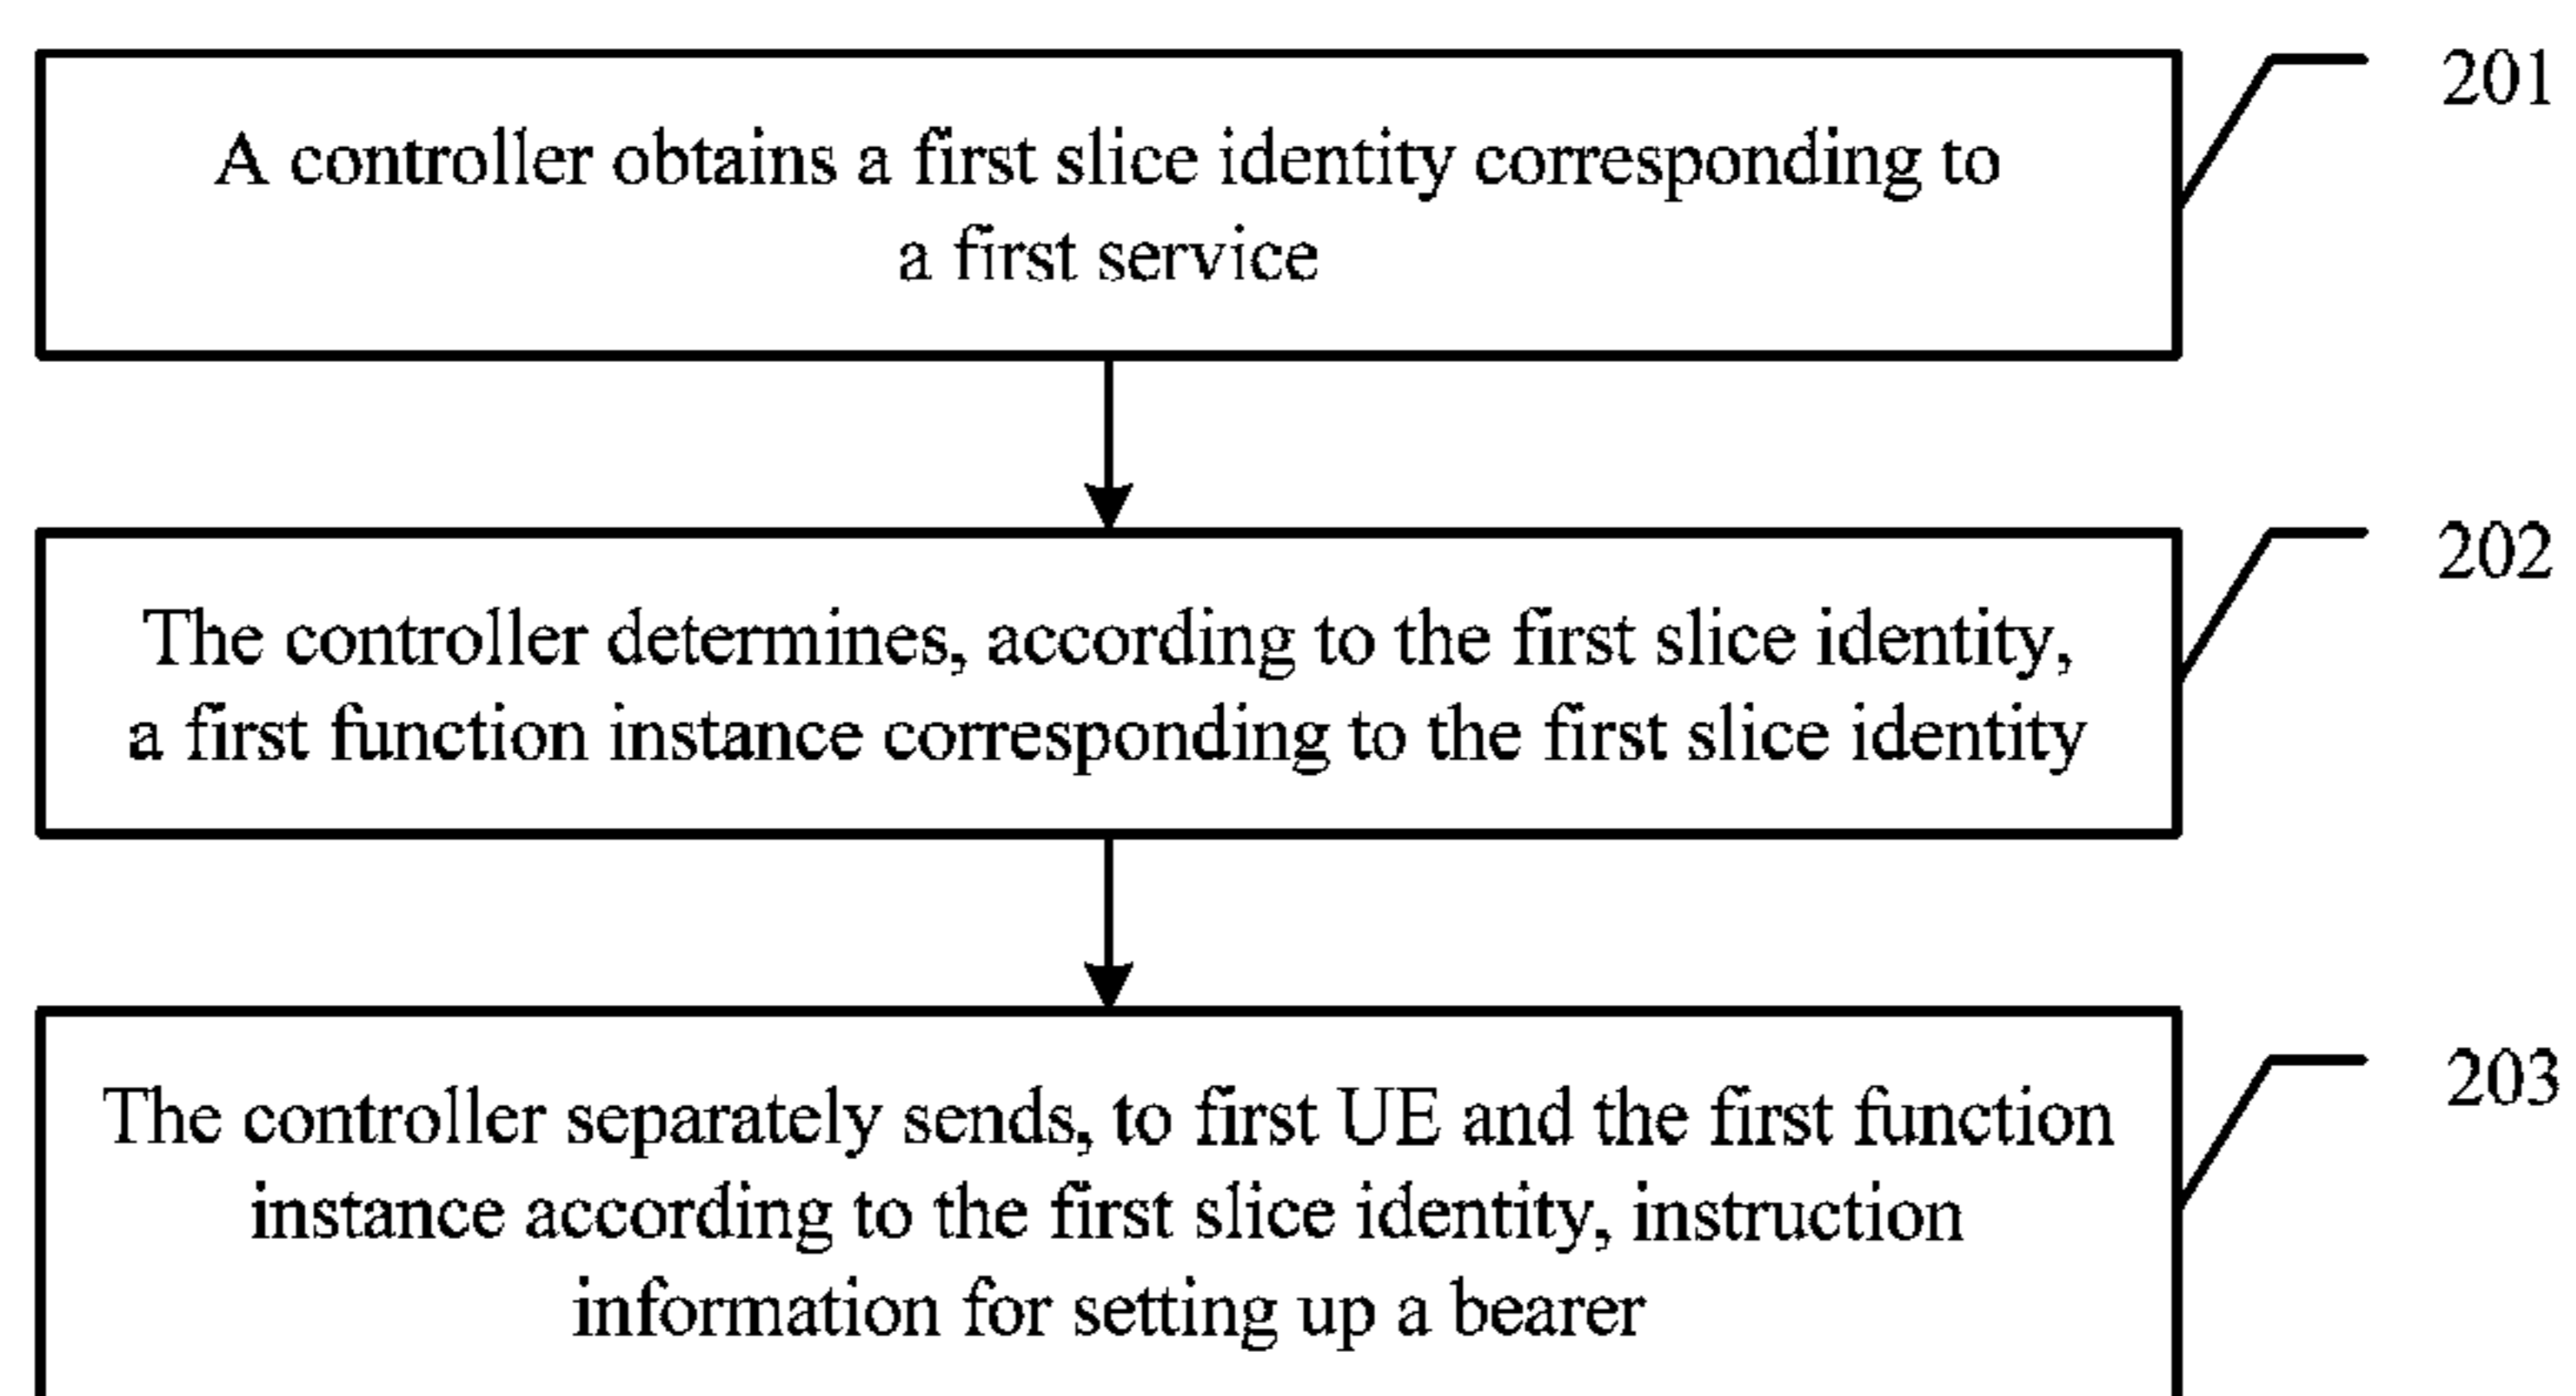 A controller obtains a first slice identity corresponding to
a first service
201
The controller determines, according to the first slice identity,
a first function instance corresponding to the first slice identity
202
The controller separately sends, to first UE and the first function
instance according to the first slice identity, instruction
information for setting up a bearer
203